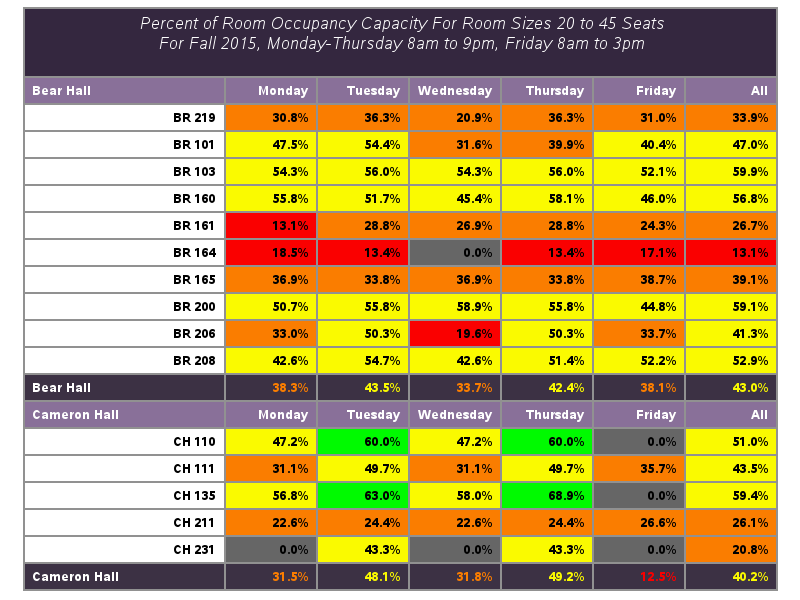 Percent of Room Occupancy Capacity For Room Sizes 20 to 45 Seats
For Fall 2015, Monday-Thursday 8am to 9pm, Friday 8am to 3pm
Bear Hall Monday Tuesday Wednesday Thursday Friday All
BR 219 30.8% 36.3% 20.9% 36.3% 31.0% 33.9%
BR 101 47.5% 54.4% 31.6% 39.9% 40.4% 47.0%
BR 103 54.3% 56.0% 54.3% 56.0% 52.1% 59.9%
BR 160 55.8% 51.7% 45.4% 58.1% 46.0% 56.8%
BR 161 13.1% 28.8% 26.9% 28.8% 24.3% 26.7%
BR 164 18.5% 13.4% 0.0% 13.4% 17.1% 13.1%
BR 165 36.9% 33.8% 36.9% 33.8% 38.7% 39.1%
BR 200 50.7% 55.8% 58.9% 55.8% 44.8% 59.1%
BR 206 33.0% 50.3% 19.6% 50.3% 33.7% 41.3%
BR 208 42.6% 54.7% 42.6% 51.4% 52.2% 52.9%
Bear Hall 38.3% 43.5% 33.7% 42.4% 38.1% 43.0%
Cameron Hall Monday Tuesday Wednesday Thursday Friday All
CH 110 47.2% 60.0% 47.2% 60.0% 0.0% 51.0%
CH 111 31.1% 49.7% 31.1% 49.7% 35.7% 43.5%
CH 135 56.8% 63.0% 58.0% 68.9% 0.0% 59.4%
CH 211 22.6% 24.4% 22.6% 24.4% 26.6% 26.1%
CH 231 0.0% 43.3% 0.0% 43.3% 0.0% 20.8%
Cameron Hall 31.5% 48.1% 31.8% 49.2% 12.5% 40.2%